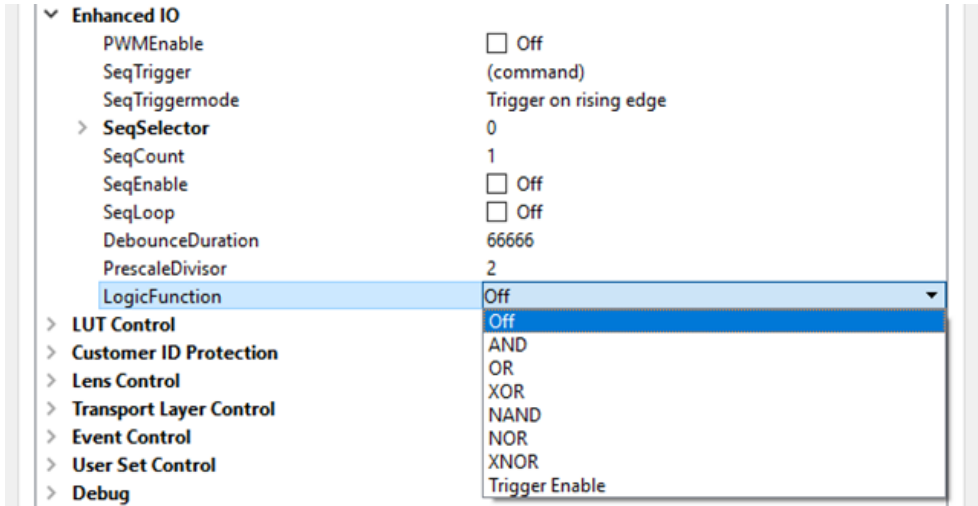 Enhanced IO
PWMEnable Off
SeqTrigger (command)
SeqTriggermode Trigger on rising edge
SeqSelector 0
SeqCount 1
SeqEnable Off
SeqLoop Off
DebounceDuration 66666
PrescaleDivisor 2
LogicFunction Off
LUT Control Off
Customer ID Protection AND
Lens Control OR
XOR
Transport Layer Control NAND
Event Control NOR
User Set Control XNOR
Debug Trigger Enable